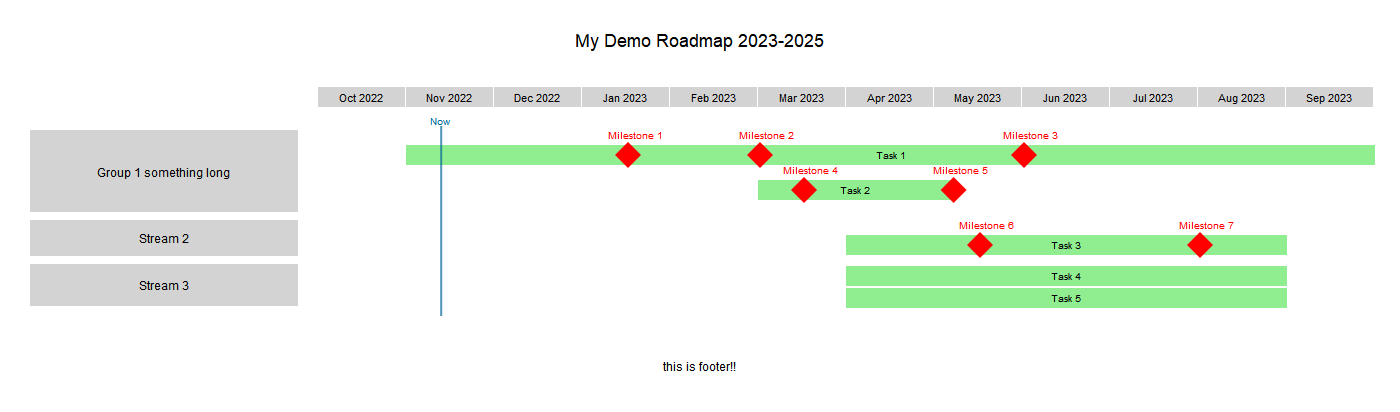 My Demo Roadmap 2023-2025
Oct 2022 Nov 2022 Dec 2022 Jan 2023 Feb 2023 Mar 2023 Apr 2023 May 2023 Jun 2023 Jul 2023 Aug 2023 Sep 2023
Now
Milestone 1 Milestone 2 Milestone 3
Task 1
Group 1 something long
Milestone 4 Milestone 5
Task 2
Milestone 6 Milestone 7
Stream 2
Task 3
Stream 3
Task 4
Task 5
this is footer!!